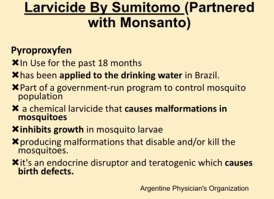 Larvicide By Sumitomo (Partnered
with Monsanto)
Pyroproxyfen
✖In Use for the past 18 months
✖has been applied to the drinking water in Brazil.
✖Part of a government-run program to control mosquito
population
✖ a chemical larvicide that causes malformations in
mosquitoes
✖inhibits growth in mosquito larvae
✖producing malformations that disable and/or kill the
mosquitoes.
✖it's an endocrine disruptor and teratogenic which causes
birth defects.
Argentine Physician's Organization